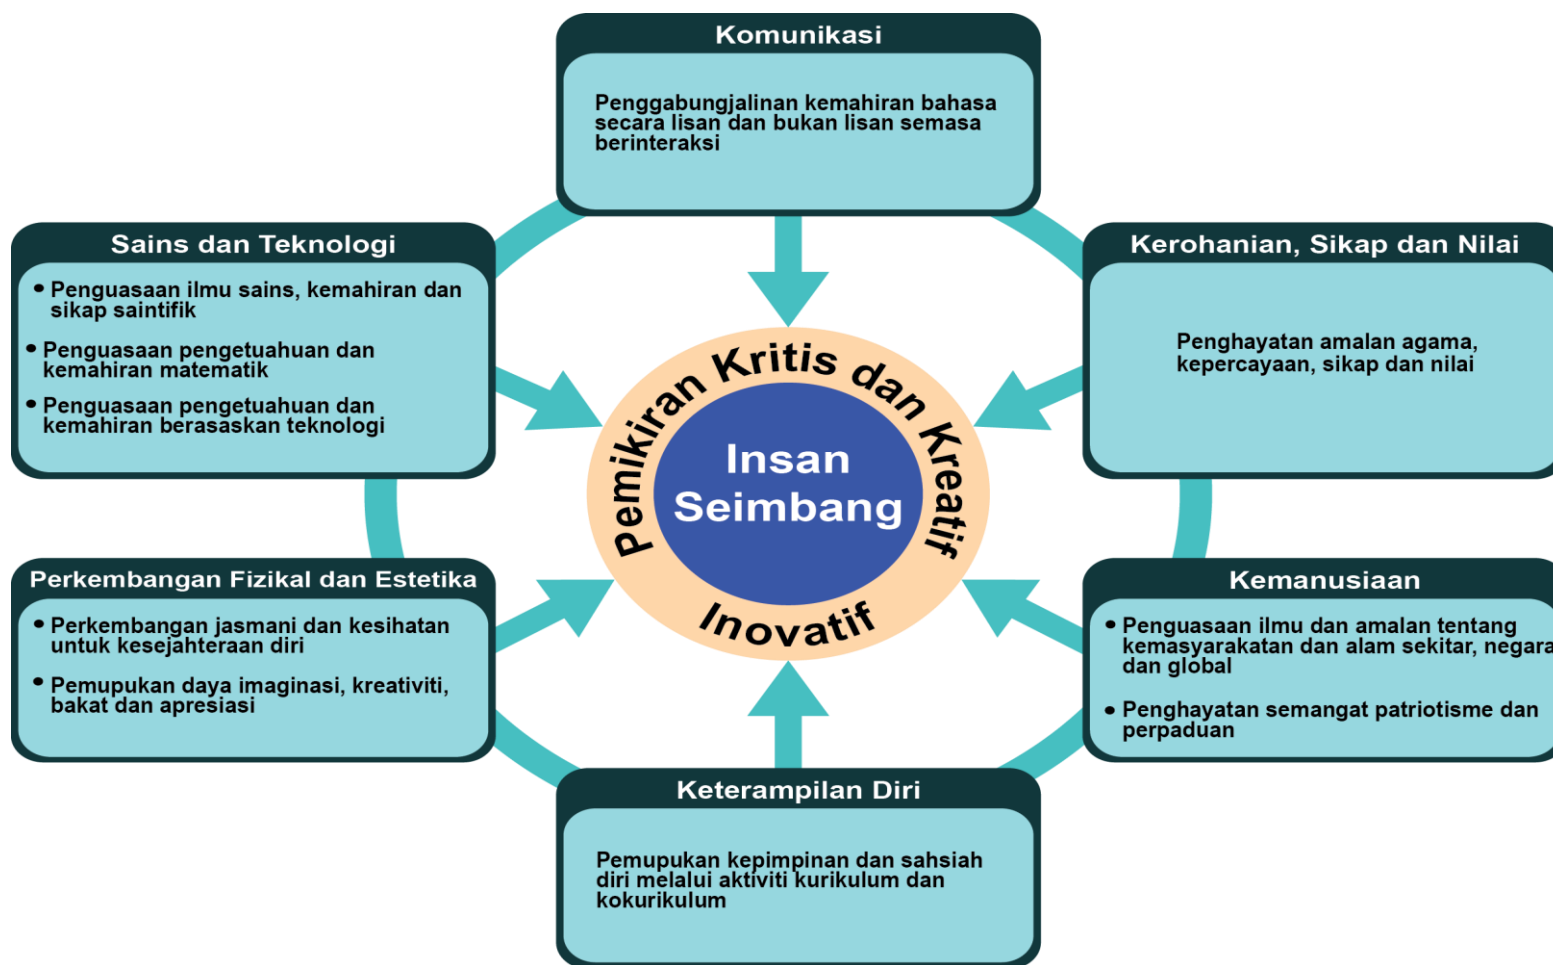 Komunikasi
Penggabungjalinan kemahiran bahasa
secara lisan dan bukan lisan semasa
berinteraksi
Sains dan Teknologi
• Penguasaan ilmu sains, kemahiran dan
sikap saintifik
• Penguasaan pengetuahuan dan
kemahiran matematik
• Penguasaan pengetuahuan dan
kemahiran berasaskan teknologi
Kerohanian, Sikap dan Nilai
Penghayatan amalan agama,
kepercayaan, sikap dan nilai
Pemikiran Kritis dan Kreatif
Insan
Seimbang
Inovatif
Perkembangan Fizikal dan Estetika
• Perkembangan jasmani dan kesihatan
untuk kesejahteraan diri
• Pemupukan daya imaginasi, kreativiti,
bakat dan apresiasi
Kemanusiaan
• Penguasaan ilmu dan amalan tentang
kemasyarakatan dan alam sekitar, negara
dan global
• Penghayatan semangat patriotisme dan
perpaduan
Keterampilan Diri
Pemupukan kepimpinan dan sahsiah
diri melalui aktiviti kurikulum dan
kokurikulum